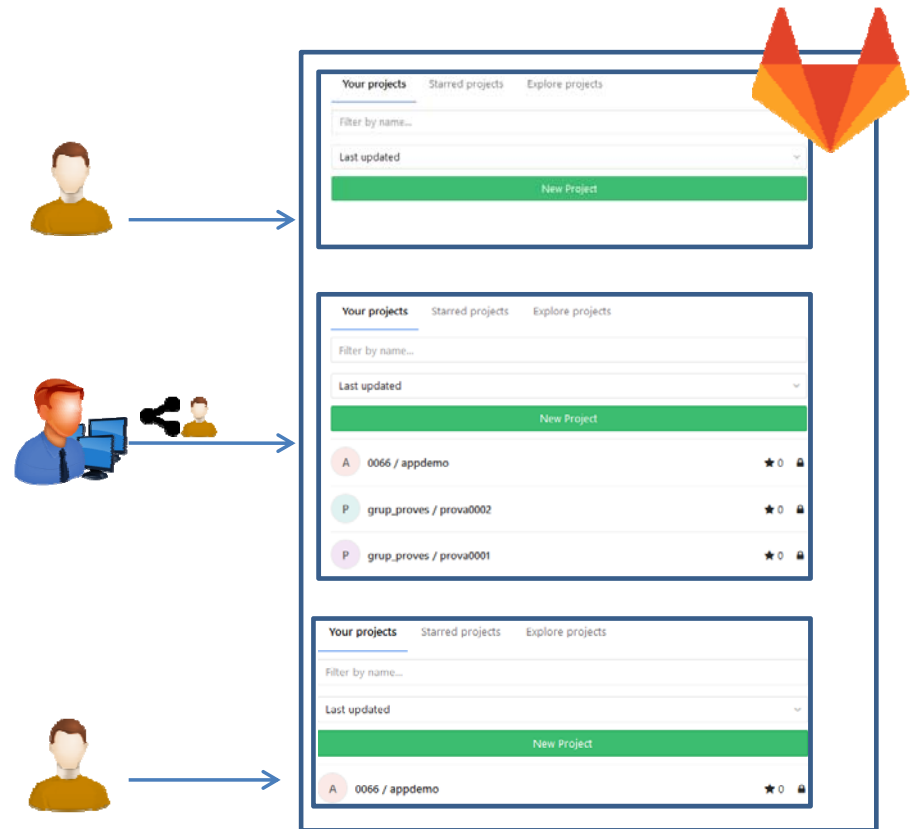 Your projects Starred projects Explore projects
Filter by name...
Last updated
New Project
Your projects Starred projects Explore projects
Filter by name...
Last updated
New Project
A 0066 / appdemo ★ 0
P grup_proves / prova0002 ★ 0
P grup_proves / prova0001 ★ 0
Your projects Starred projects Explore projects
Filter by name...
Last updated
New Project
A 0066 / appdemo ★ 0